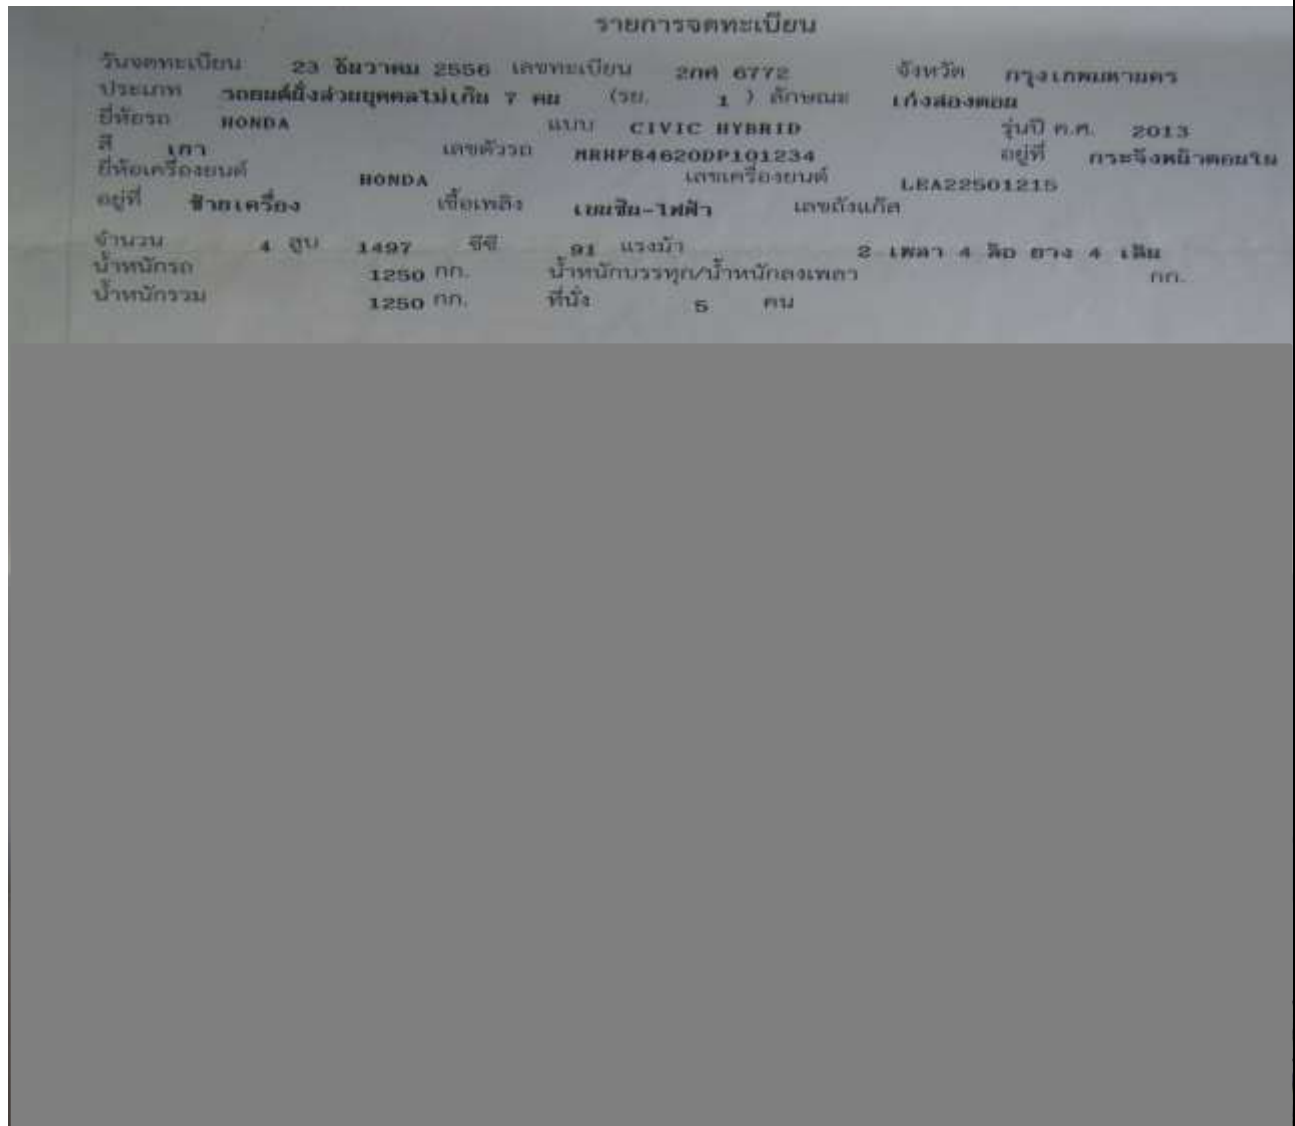 รายการจดทะเบียน
วันจดทะเบียน 23 ธันวาคม 2556 เลขทะเบียน 2กศ 6772 จังหวัด กรุงเทพมหานคร
ประเภท รถยนต์นั่งส่วนบุคคลไม่เกิน 7 คน (รย. 1 ) ลักษณะ เก๋งสองตอน
ยี่ห้อรถ HONDA แบบ CIVIC HYBRID รุ่นปี ค.ศ. 2013
สี เทา เลขตัวรถ MRHFB4620DP101234 อยู่ที่ กระจังหน้าตอนใน
ยี่ห้อเครื่องยนต์ HONDA เลขเครื่องยนต์ LEA22501215
อยู่ที่ ซ้ายเครื่อง เชื้อเพลิง เบนซิน-ไฟฟ้า เลขถังแก๊ส
จำนวน 4 สูบ 1497 ซีซี 91 แรงม้า 2 เพลา 4 ล้อ ยาง 4 เส้น
น้ำหนักรถ 1250 กก. น้ำหนักบรรทุก/น้ำหนักลงเพลา กก.
น้ำหนักรวม 1250 กก. ที่นั่ง 5 คน